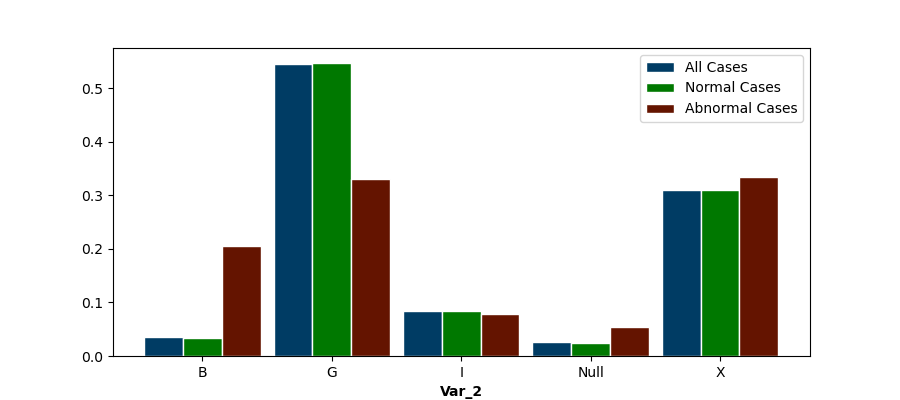 All Cases
Normal Cases
Abnormal Cases
0.5
0.4
0.3
0.2
0.1
0.0
B G I Null X
Var_2